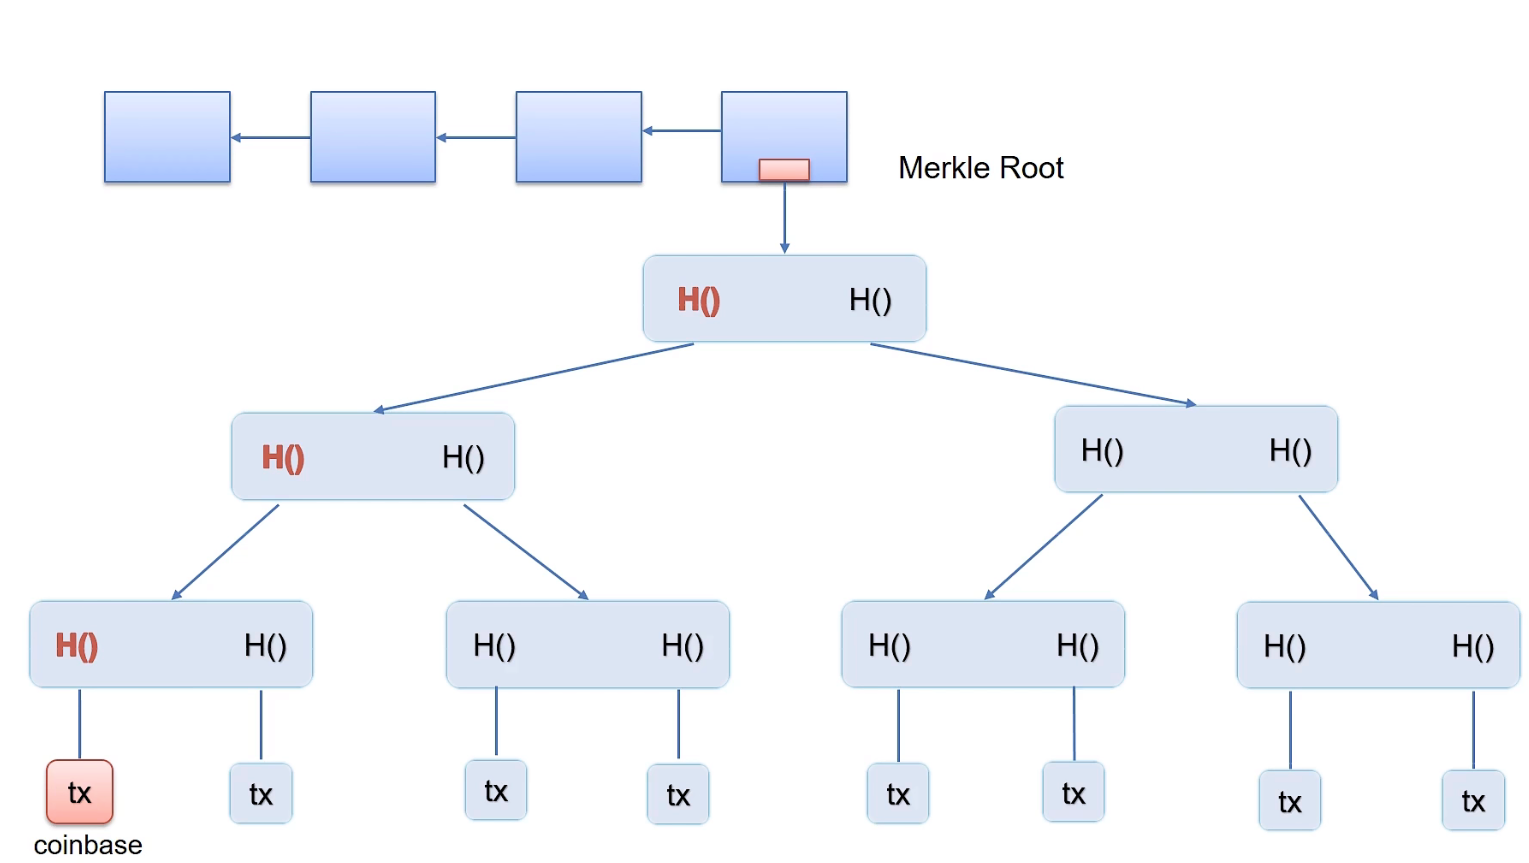 Merkle Root
H() H()
H() H() H() H()
H() H() H() H() H() H() H() H()
tx tx tx tx tx tx tx tx
coinbase